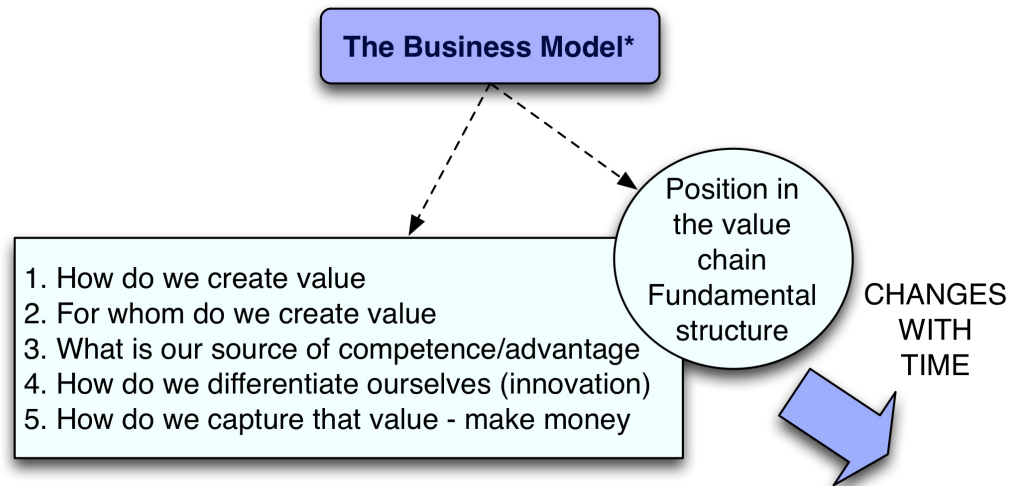 The Business Model*
Position in
the value
chain
Fundamental
structure
1. How do we create value
2. For whom do we create value
3. What is our source of competence/advantage
4. How do we differentiate ourselves (innovation)
5. How do we capture that value - make money
CHANGES
WITH
TIME